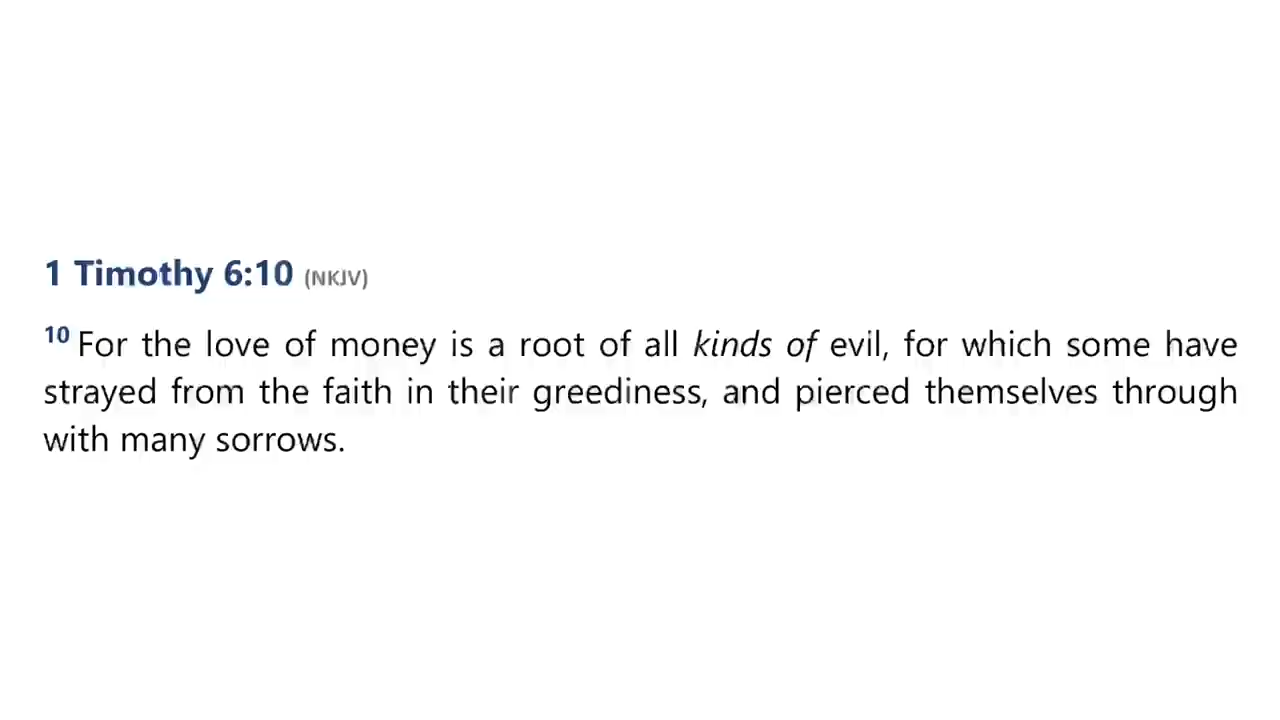 1 Timothy 6:10 (NKJV)
10 For the love of money is a root of all kinds of evil, for which some have
strayed from the faith in their greediness, and pierced themselves through
with many sorrows.